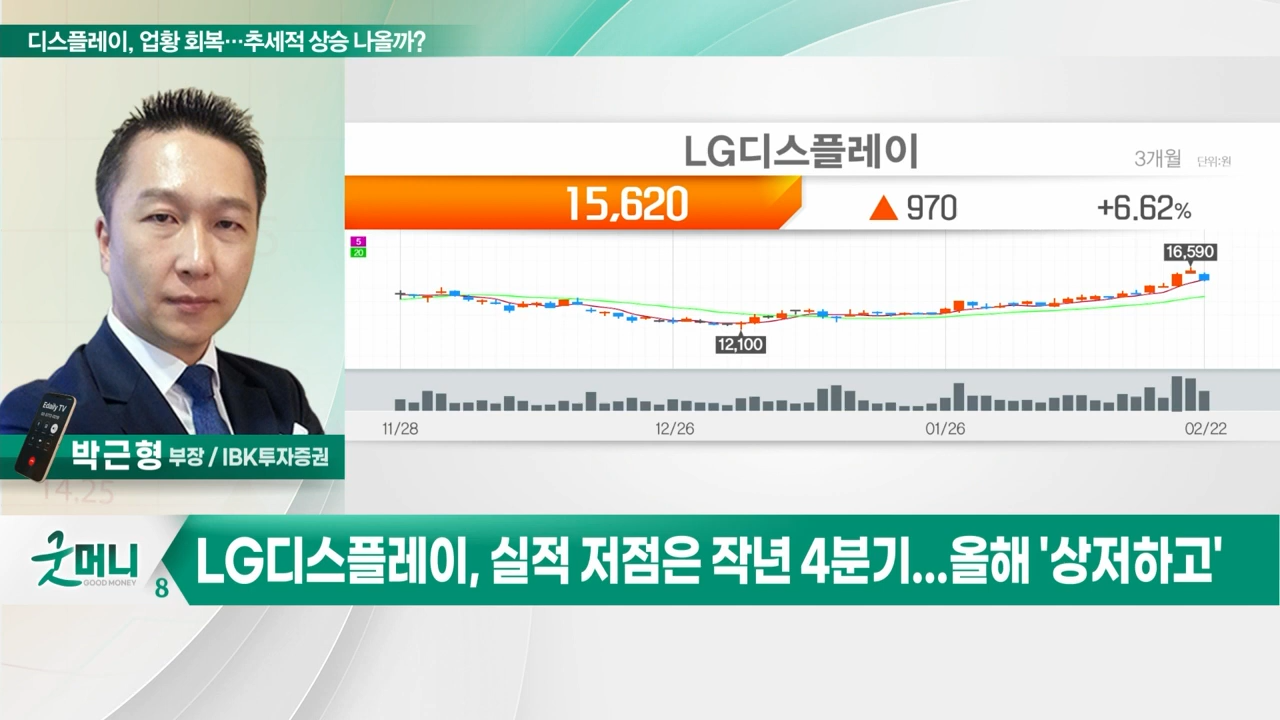 디스플레이, 업황 회복…추세적 상승 나올까?
LG디스플레이
3개월 단위:원
15,620 ▲ 970 +6.62%
5
20
16,590
12,100
11/28 12/26 01/26 02/22
Edaily TV
박근형 부장 / IBK투자증권
14.25
굿머니
GOOD MONEY
8
LG디스플레이, 실적 저점은 작년 4분기...올해 '상저하고'